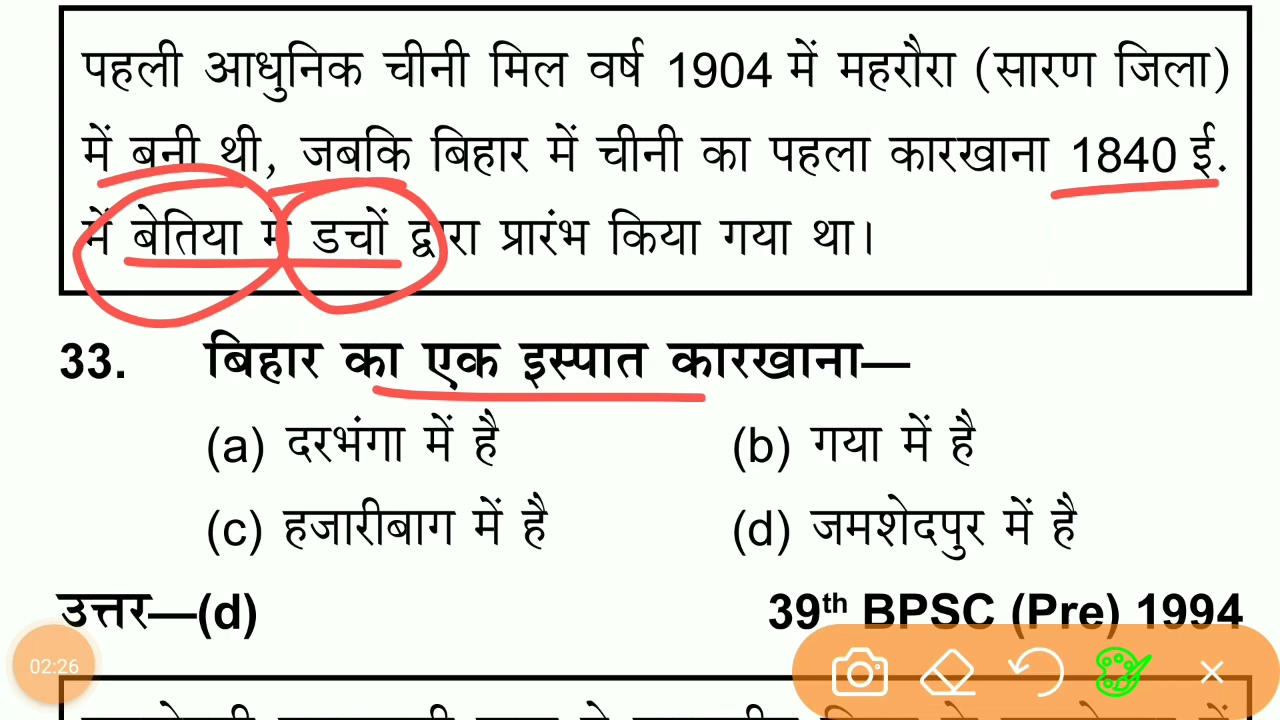 पहली आधुनिक चीनी मिल वर्ष 1904 में महरौरा (सारण जिला)
में बनी थी, जबकि बिहार में चीनी का पहला कारखाना 1840 ई.
में बेतिया में डचों द्वारा प्रारंभ किया गया था।
33. बिहार का एक इस्पात कारखाना—
(a) दरभंगा में है (b) गया में है
(c) हजारीबाग में है (d) जमशेदपुर में है
उत्तर—(d) 39th BPSC (Pre) 1994
02:26